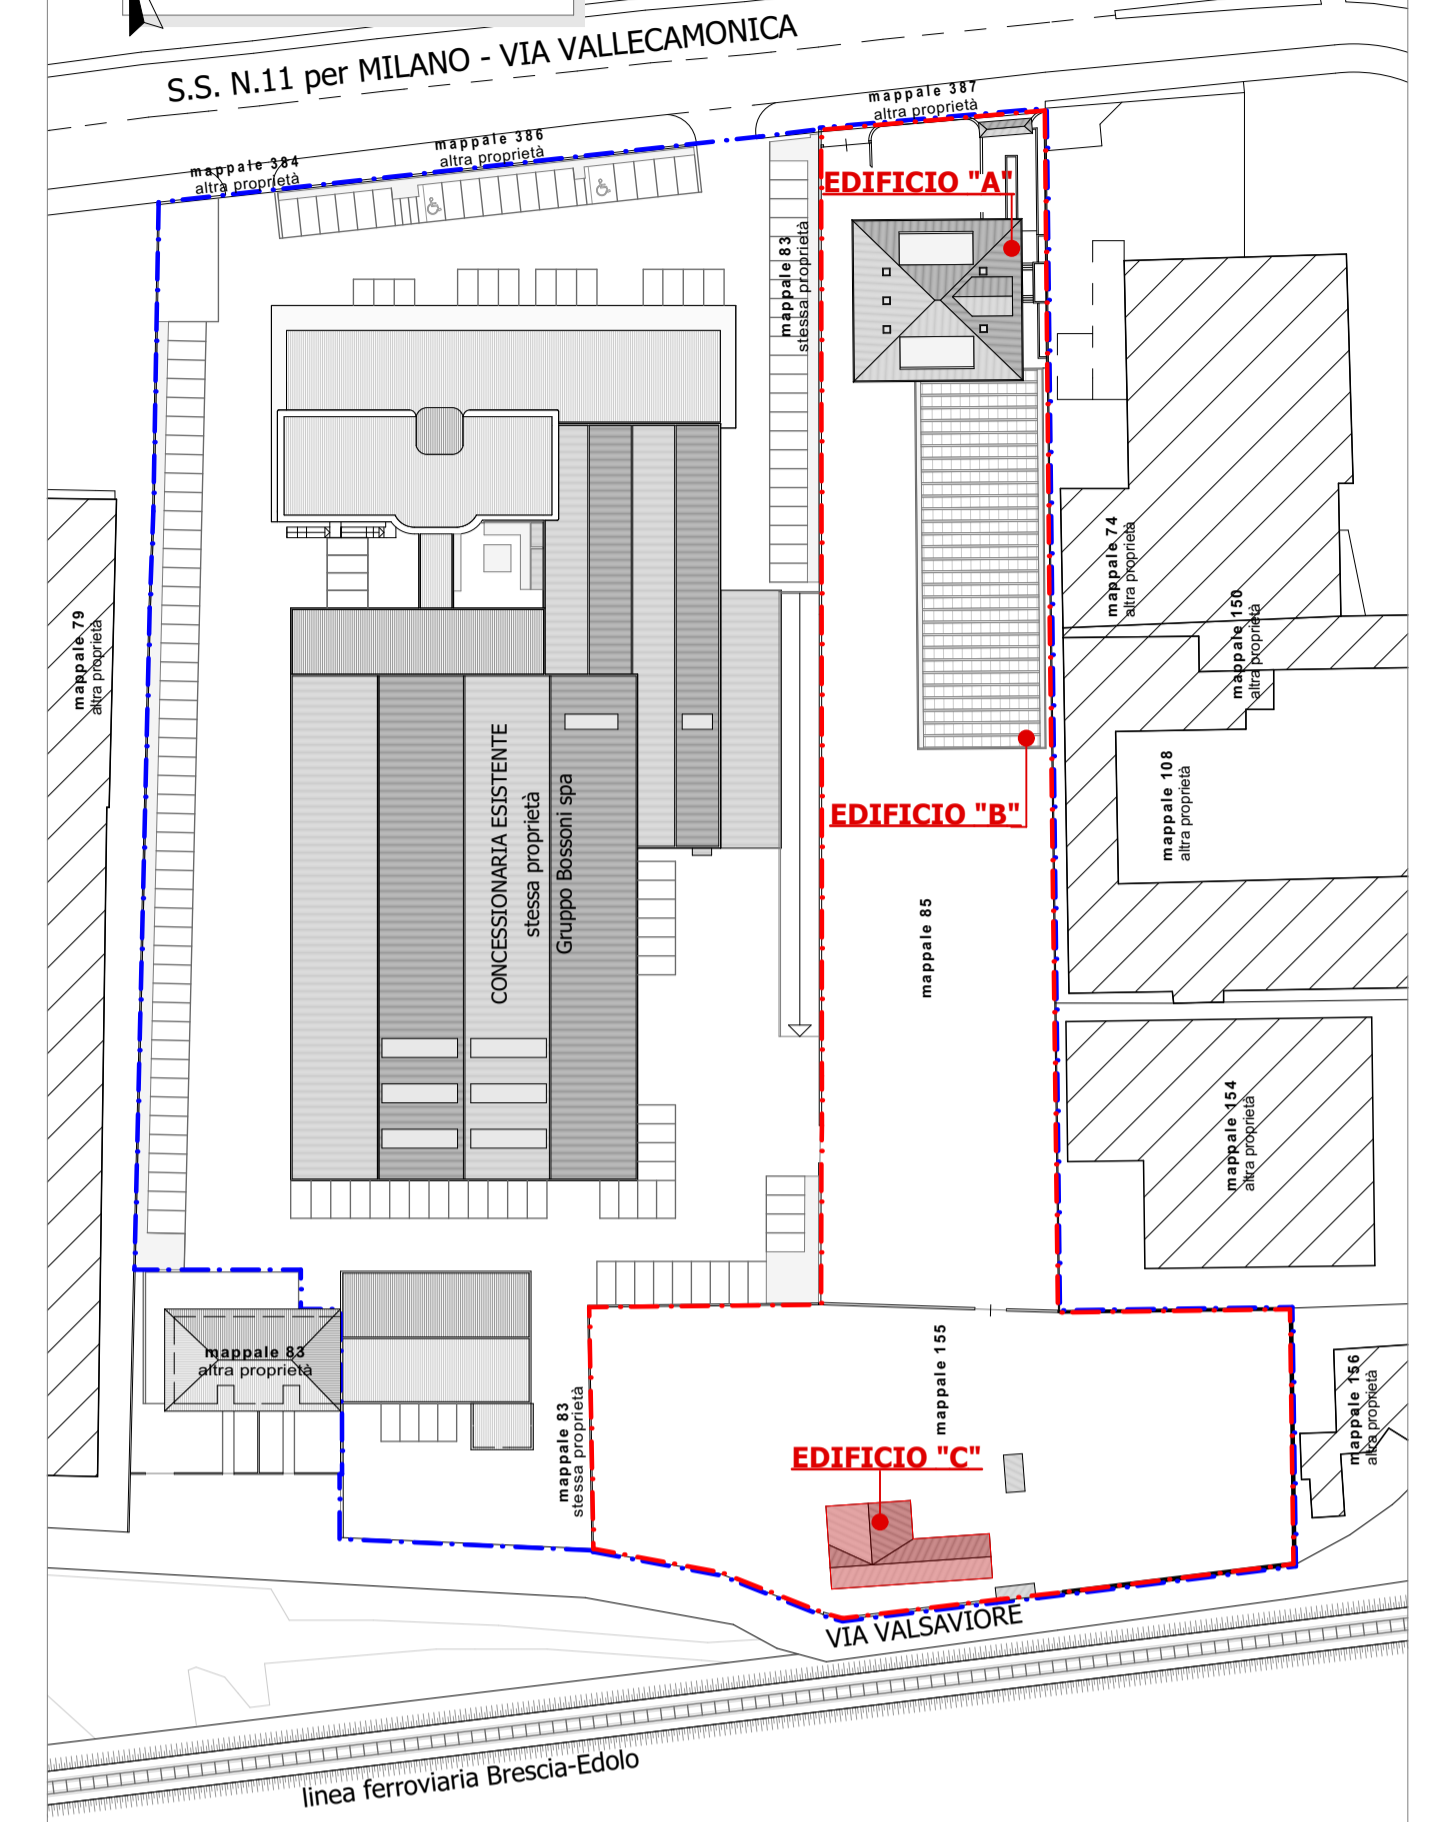 S.S. N.11 per MILANO - VIA VALLECAMONICA
mappale 387
altra proprietà
mappale 386
altra proprietà
mappale 384
altra proprietà
EDIFICIO "A"
mappale 83
stessa proprietà
mappale 74
altra proprietà
mappale 150
altra proprietà
mappale 79
altra proprietà
CONCESSIONARIA ESISTENTE
stessa proprietà
Gruppo Bossoni spa
EDIFICIO "B"
mappale 108
altra proprietà
mappale 85
mappale 154
altra proprietà
mappale 83
altra proprietà
mappale 155
mappale 156
altra proprietà
mappale 83
stessa proprietà
EDIFICIO "C"
VIA VALSAVIORE
linea ferroviaria Brescia-Edolo